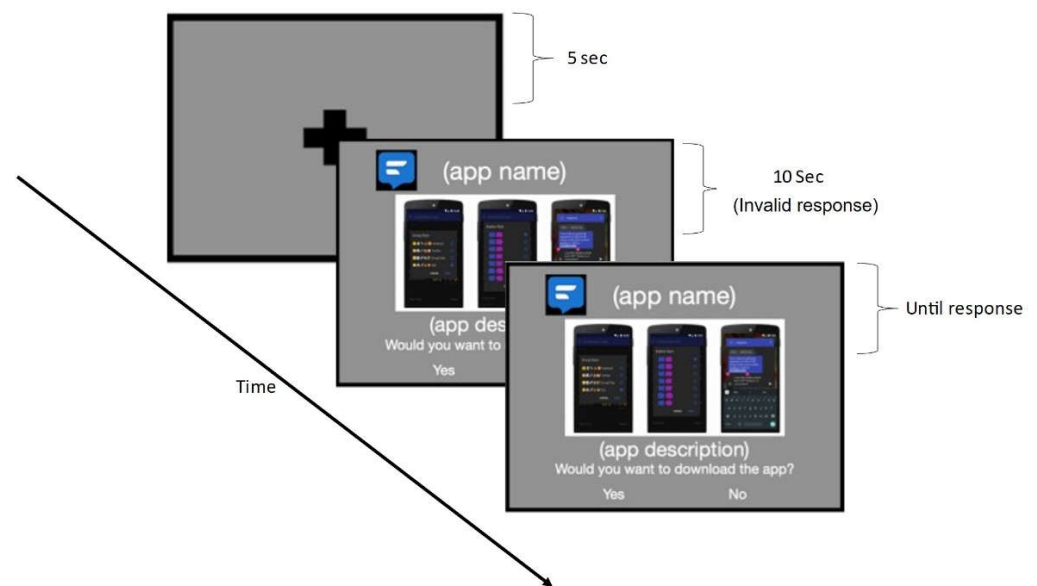 5 sec
(app name)
10 Sec
(Invalid response)
(app des
Would you want to
Yes
(app name)
Until response
(app description)
Would you want to download the app?
Yes No
Time